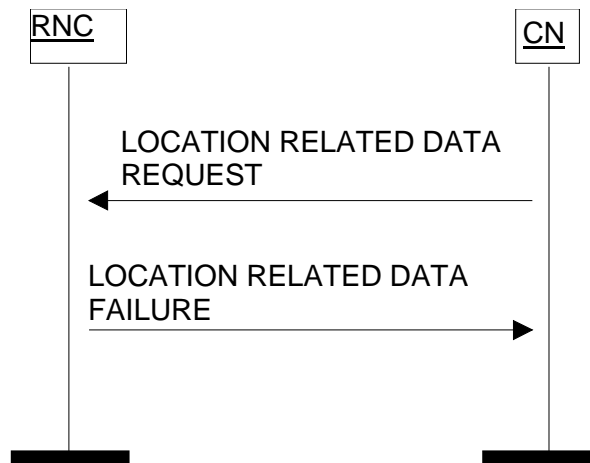 RNC
CN
LOCATION RELATED DATA
REQUEST
LOCATION RELATED DATA
FAILURE